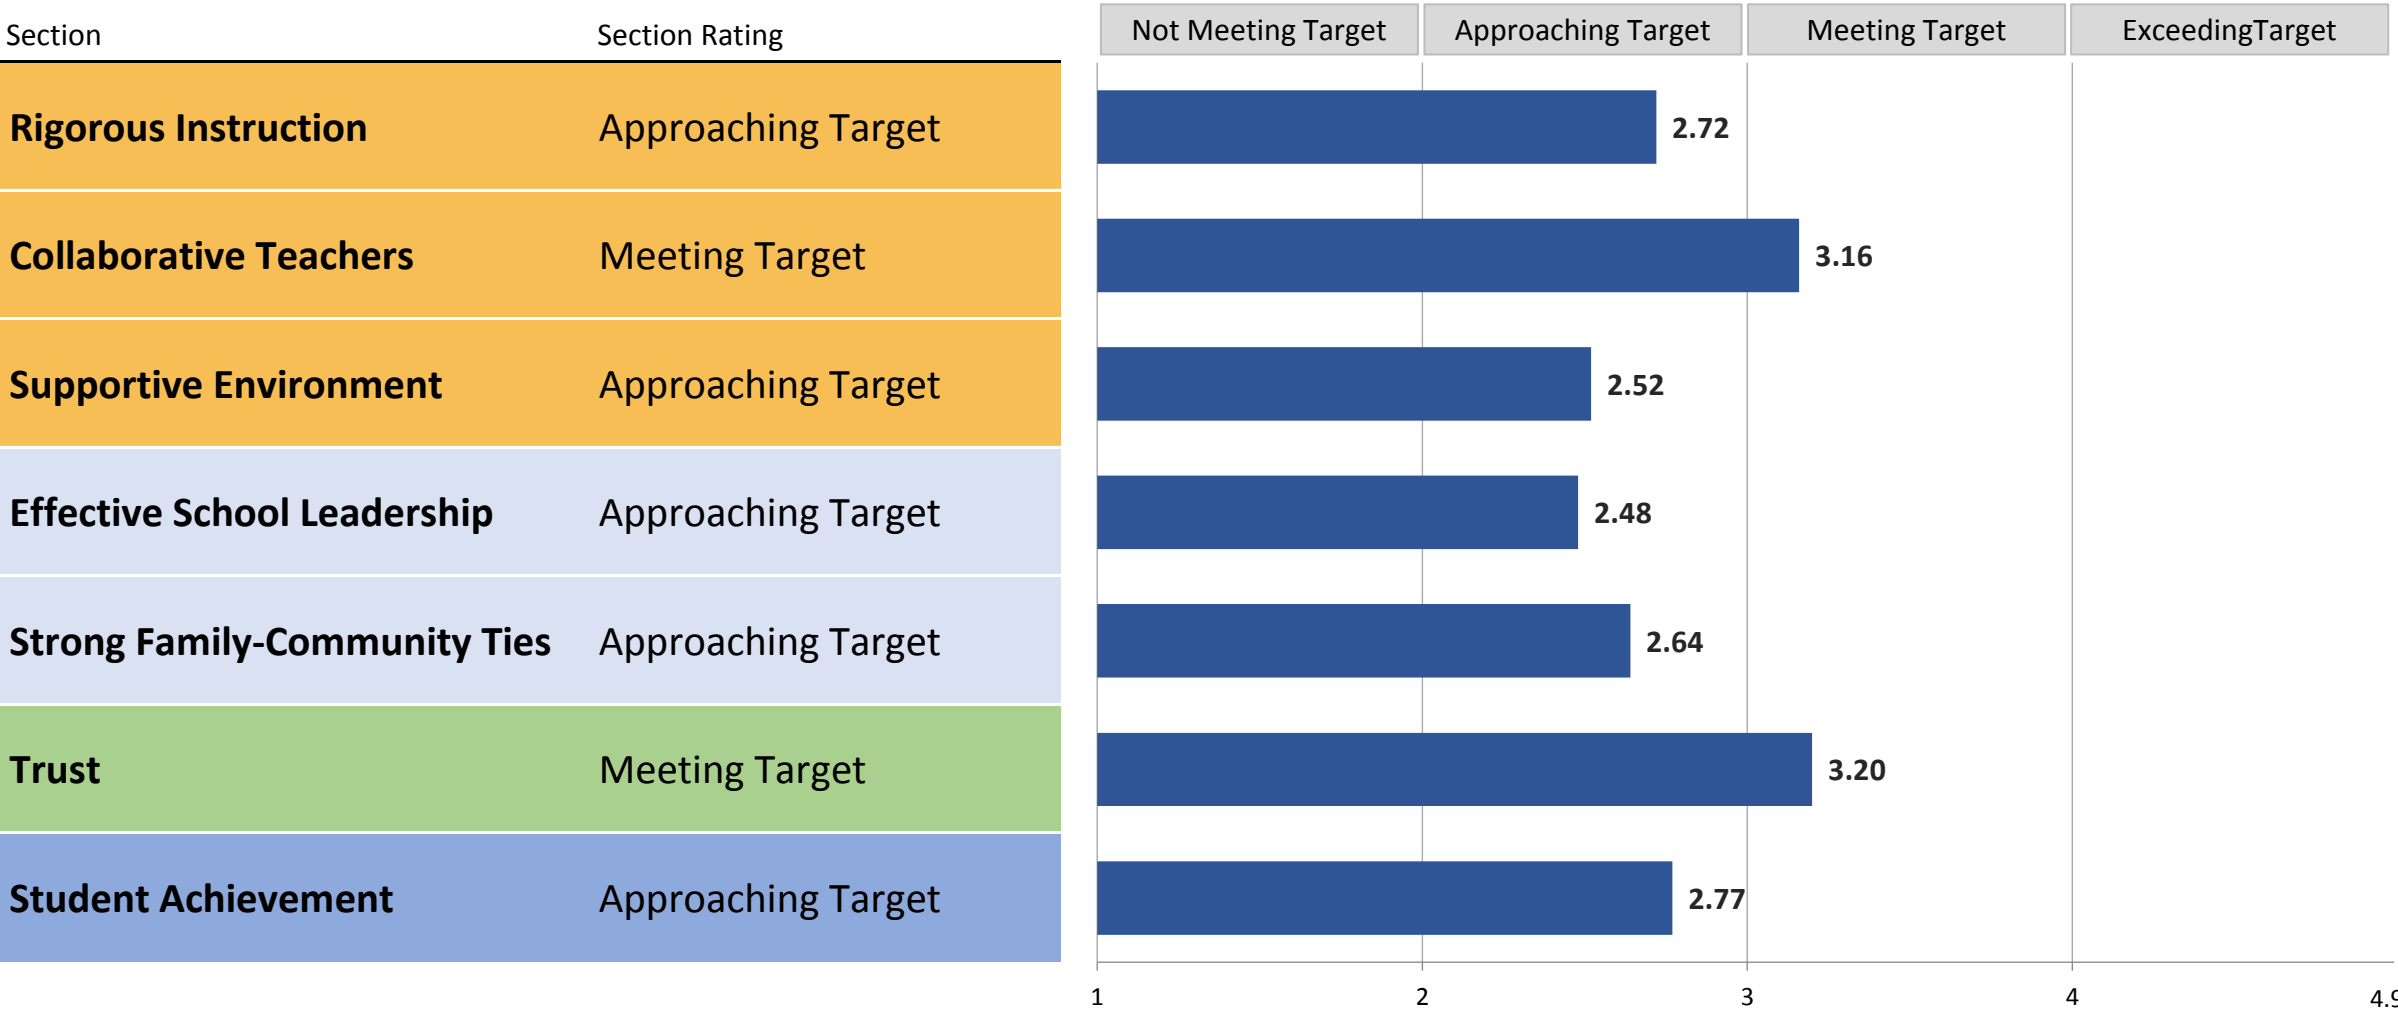 Section Section Rating Not Meeting Target Approaching Target Meeting Target ExceedingTarget
Rigorous Instruction Approaching Target 2.72
Collaborative Teachers Meeting Target 3.16
Supportive Environment Approaching Target 2.52
Effective School Leadership Approaching Target 2.48
Strong Family-Community Ties Approaching Target 2.64
Trust Meeting Target 3.20
Student Achievement Approaching Target 2.77
1 2 3 4 4.9